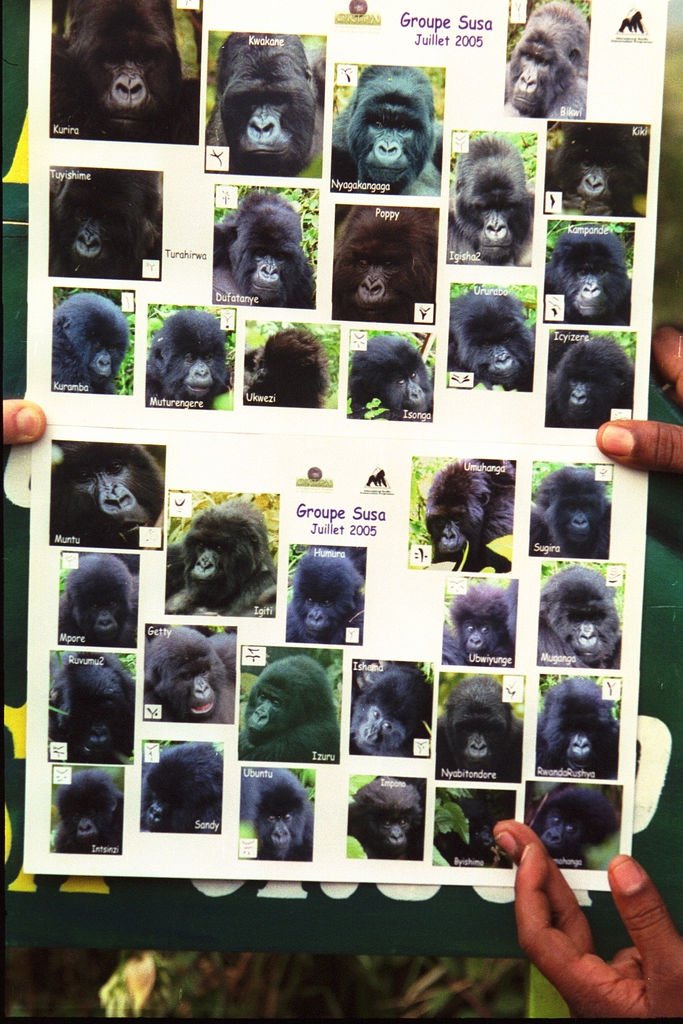 Groupe Susa
Juillet 2005
Kurira
Kwakane
Nyagakangaga
Bikwi
Kiki
Tuyishime
Turahirwa
Dufatanye
Poppy
Igisha2
Kampande
Kuramba
Muturengere
Ukwezi
Isonga
Ururabo
Icyizere
Groupe Susa
Juillet 2005
Muntu
Igiti
Humura
Umuhanga
Sugira
Mpore
Getty
Ubwiyunge
Muganga
Ruvumu2
Izuru
Ishema
Nyabitondore
RwandaRushya
Intsinzi
Sandy
Ubuntu
Impano
Byishimo